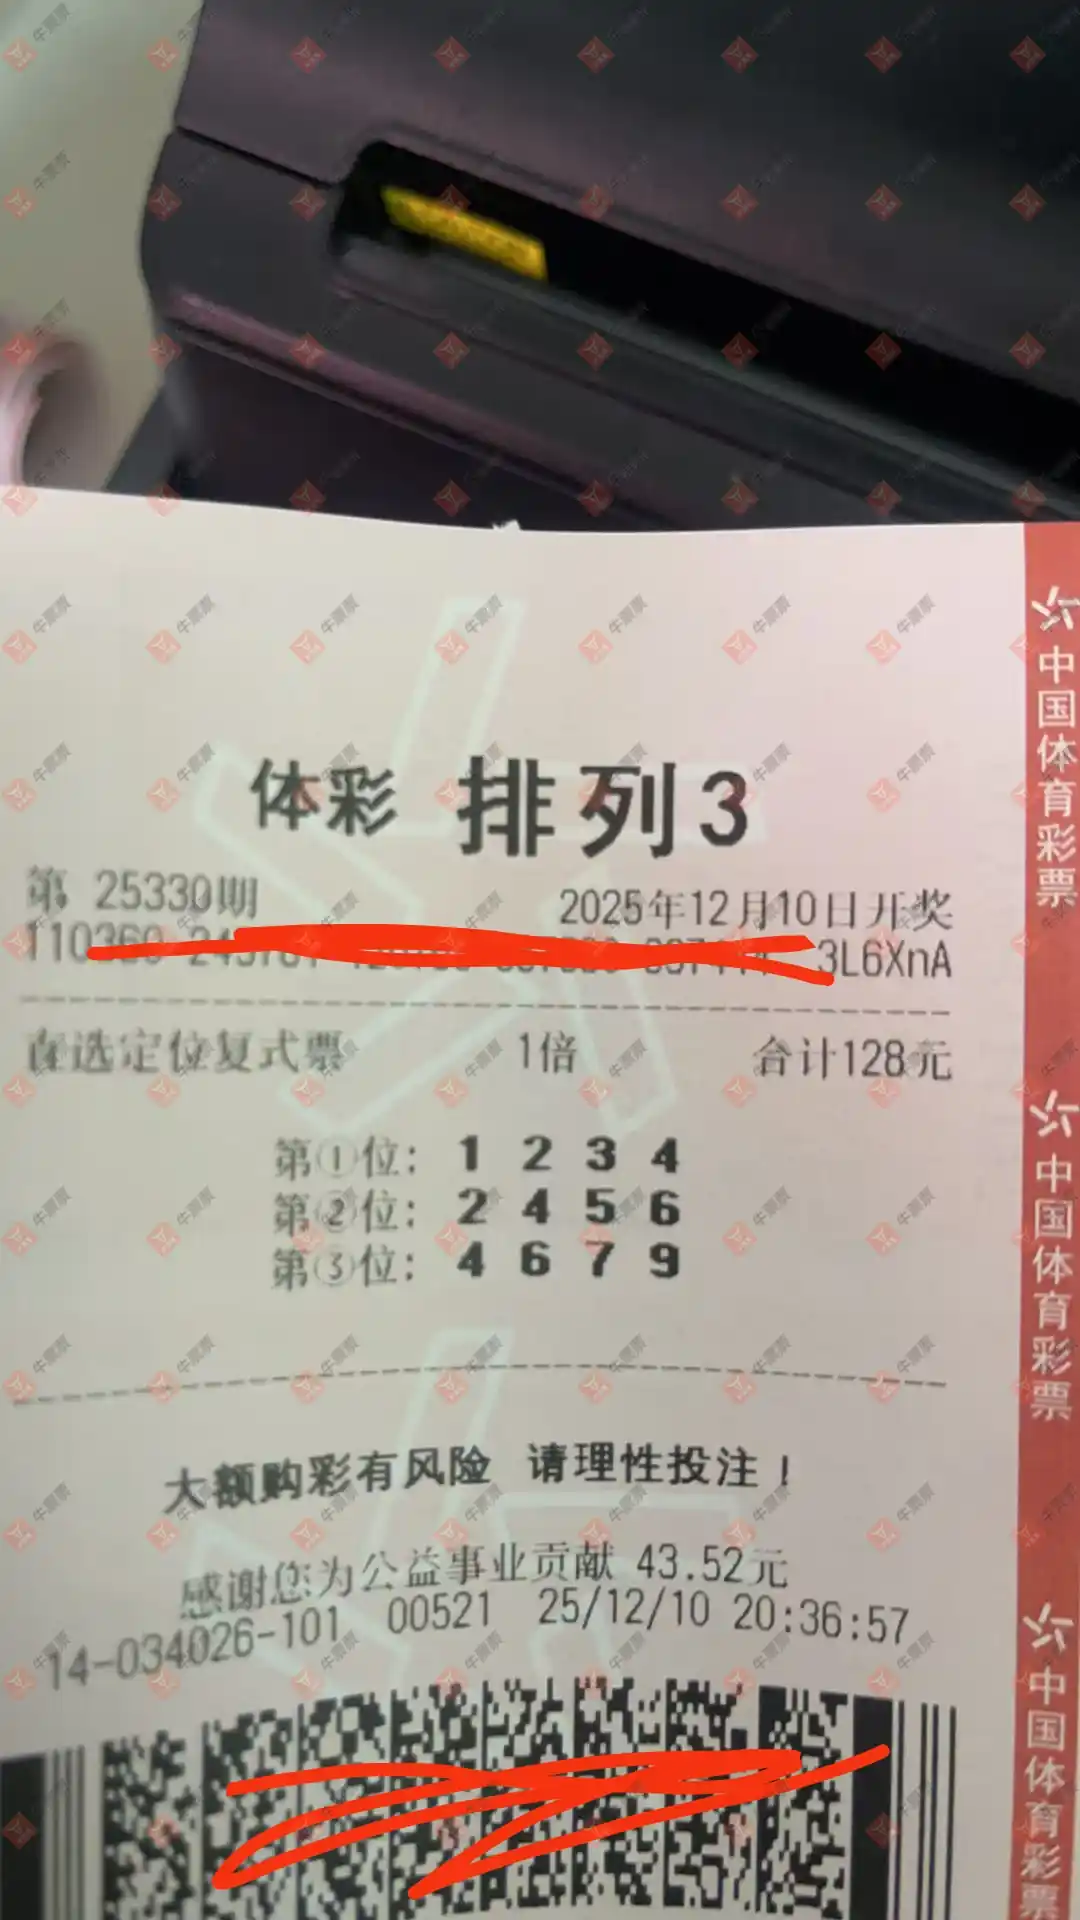 体彩 排列3
第 25330期 2025年12月10日开奖
3L6XnA
直选定位复式票 1倍 合计128元
第①位: 1 2 3 4
第②位: 2 4 5 6
第③位: 4 6 7 9
大额购彩有风险 请理性投注!
感谢您为公益事业贡献 43.52元
14-034026-101 00521 25/12/10 20:36:57
中国体育彩票
中国体育彩票
中国体育彩票
牛票票